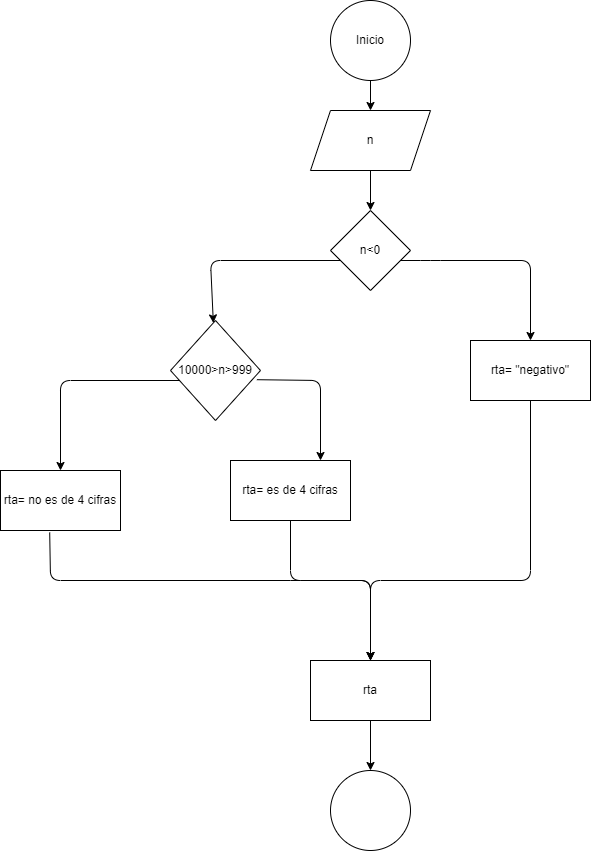 Inicio
n
n<0
10000>n>999
rta= "negativo"
rta= no es de 4 cifras
rta= es de 4 cifras
rta